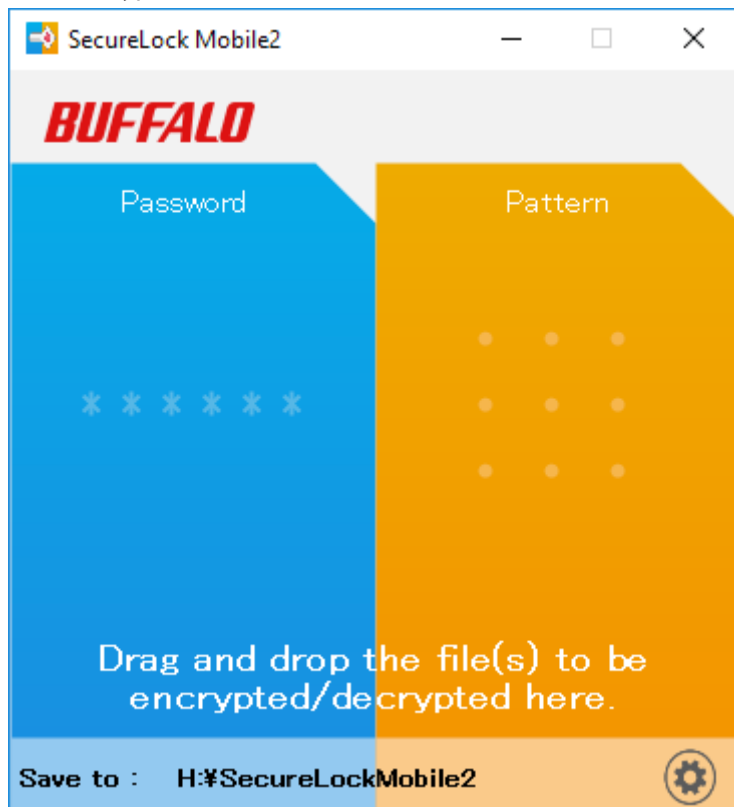 SecureLock Mobile2
BUFFALO
Password
Pattern
* * * * * *
Drag and drop the file(s) to be
encrypted/decrypted here.
Save to : H:¥SecureLockMobile2